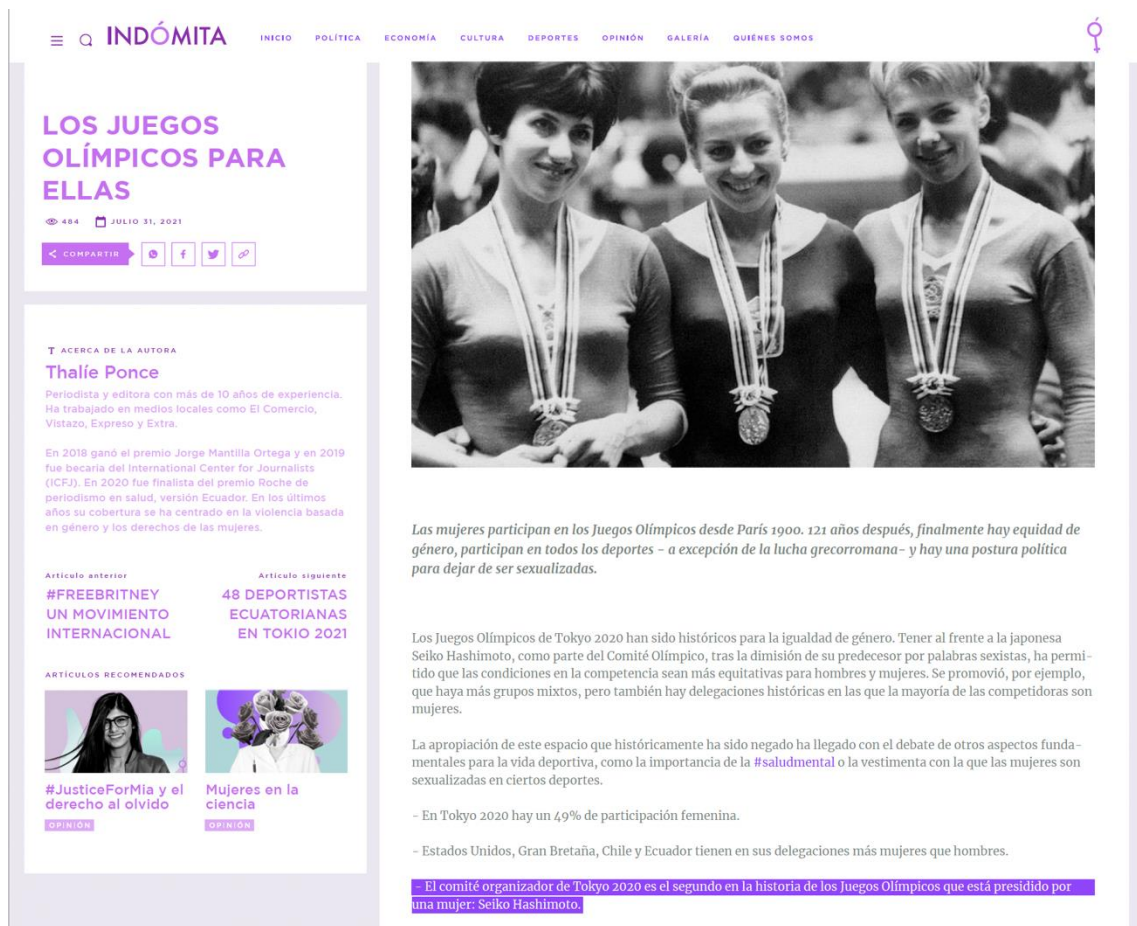 INDÓMITA
INICIO POLÍTICA ECONOMÍA CULTURA DEPORTES OPINIÓN GALERÍA QUIÉNES SOMOS
LOS JUEGOS
OLÍMPICOS PARA
ELLAS
484 JULIO 31, 2021
COMPARTIR
T ACERCA DE LA AUTORA
Thalíe Ponce
Periodista y editora con más de 10 años de experiencia.
Ha trabajado en medios locales como El Comercio,
Vistazo, Expreso y Extra.
En 2018 ganó el premio Jorge Mantilla Ortega y en 2019
fue becaria del International Center for Journalists
(ICFJ). En 2020 fue finalista del premio Roche de
periodismo en salud, versión Ecuador. En los últimos
años su cobertura se ha centrado en la violencia basada
en género y los derechos de las mujeres.
Artículo anterior
#FREEBRITNEY
UN MOVIMIENTO
INTERNACIONAL
Artículo siguiente
48 DEPORTISTAS
ECUATORIANAS
EN TOKIO 2021
ARTÍCULOS RECOMENDADOS
#JusticeForMia y el
derecho al olvido
OPINIÓN
Mujeres en la
ciencia
OPINIÓN
Las mujeres participan en los Juegos Olímpicos desde París 1900. 121 años después, finalmente hay equidad de
género, participan en todos los deportes - a excepción de la lucha grecorromana- y hay una postura política
para dejar de ser sexualizadas.
Los Juegos Olímpicos de Tokyo 2020 han sido históricos para la igualdad de género. Tener al frente a la japonesa
Seiko Hashimoto, como parte del Comité Olímpico, tras la dimisión de su predecesor por palabras sexistas, ha permi-
tido que las condiciones en la competencia sean más equitativas para hombres y mujeres. Se promovió, por ejemplo,
que haya más grupos mixtos, pero también hay delegaciones históricas en las que la mayoría de las competidoras son
mujeres.
La apropiación de este espacio que históricamente ha sido negado ha llegado con el debate de otros aspectos funda-
mentales para la vida deportiva, como la importancia de la #saludmental o la vestimenta con la que las mujeres son
sexualizadas en ciertos deportes.
- En Tokyo 2020 hay un 49% de participación femenina.
- Estados Unidos, Gran Bretaña, Chile y Ecuador tienen en sus delegaciones más mujeres que hombres.
- El comité organizador de Tokyo 2020 es el segundo en la historia de los Juegos Olímpicos que está presidido por
una mujer: Seiko Hashimoto.